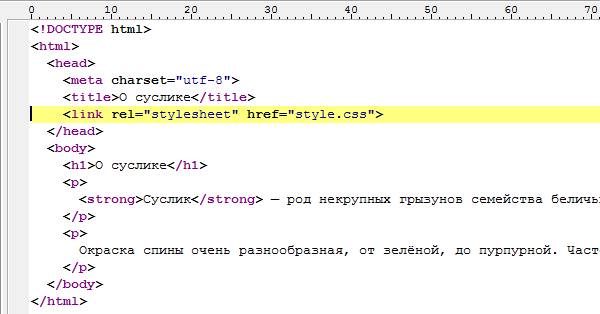 0 10 20 30 40 50 60 70
<!DOCTYPE html>
<html>
<head>
<meta charset="utf-8">
<title>О суслике</title>
<link rel="stylesheet" href="style.css">
</head>
<body>
<h1>О суслике</h1>
<p>
<strong>Суслик</strong> — род некрупных грызунов семейства
</p>
<p>
Окраска спины очень разнообразная, от зелёной, до пурпурной.
</p>
</body>
</html>